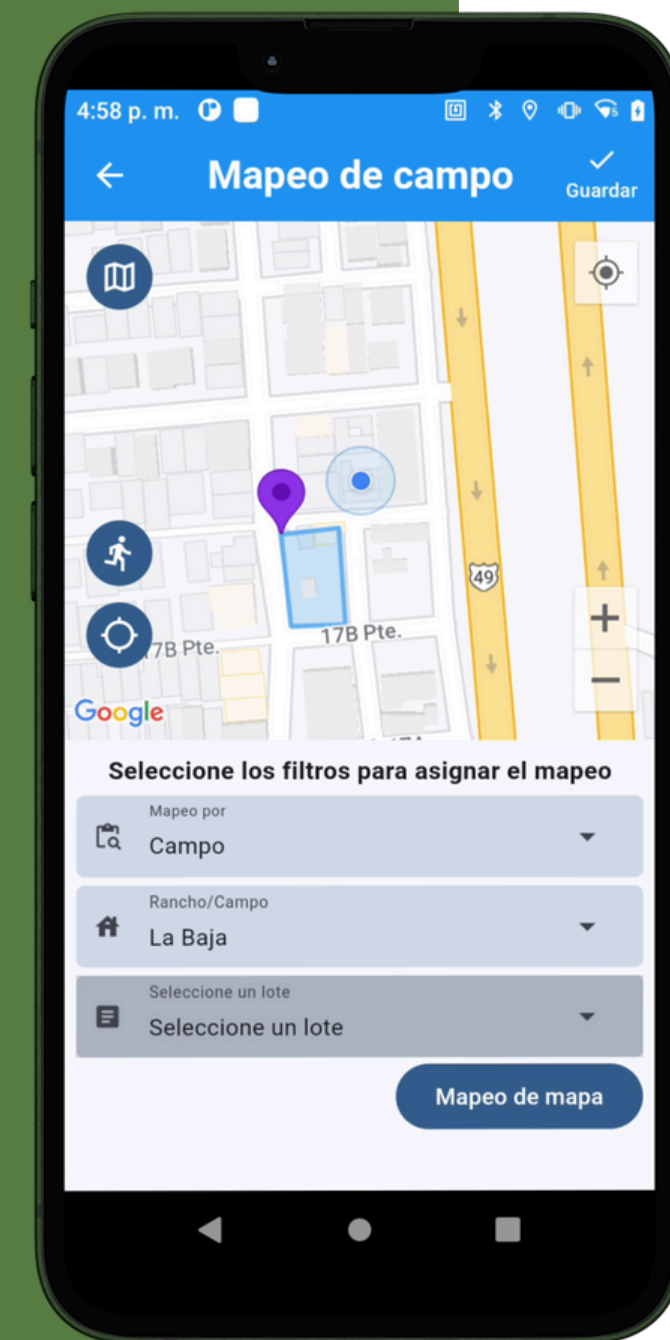 4:58 p. m.
Mapeo de campo
Guardar
49
17B Pte.
7B Pte.
Google
Seleccione los filtros para asignar el mapeo
Mapeo por
Campo
Rancho/Campo
La Baja
Seleccione un lote
Seleccione un lote
Mapeo de mapa